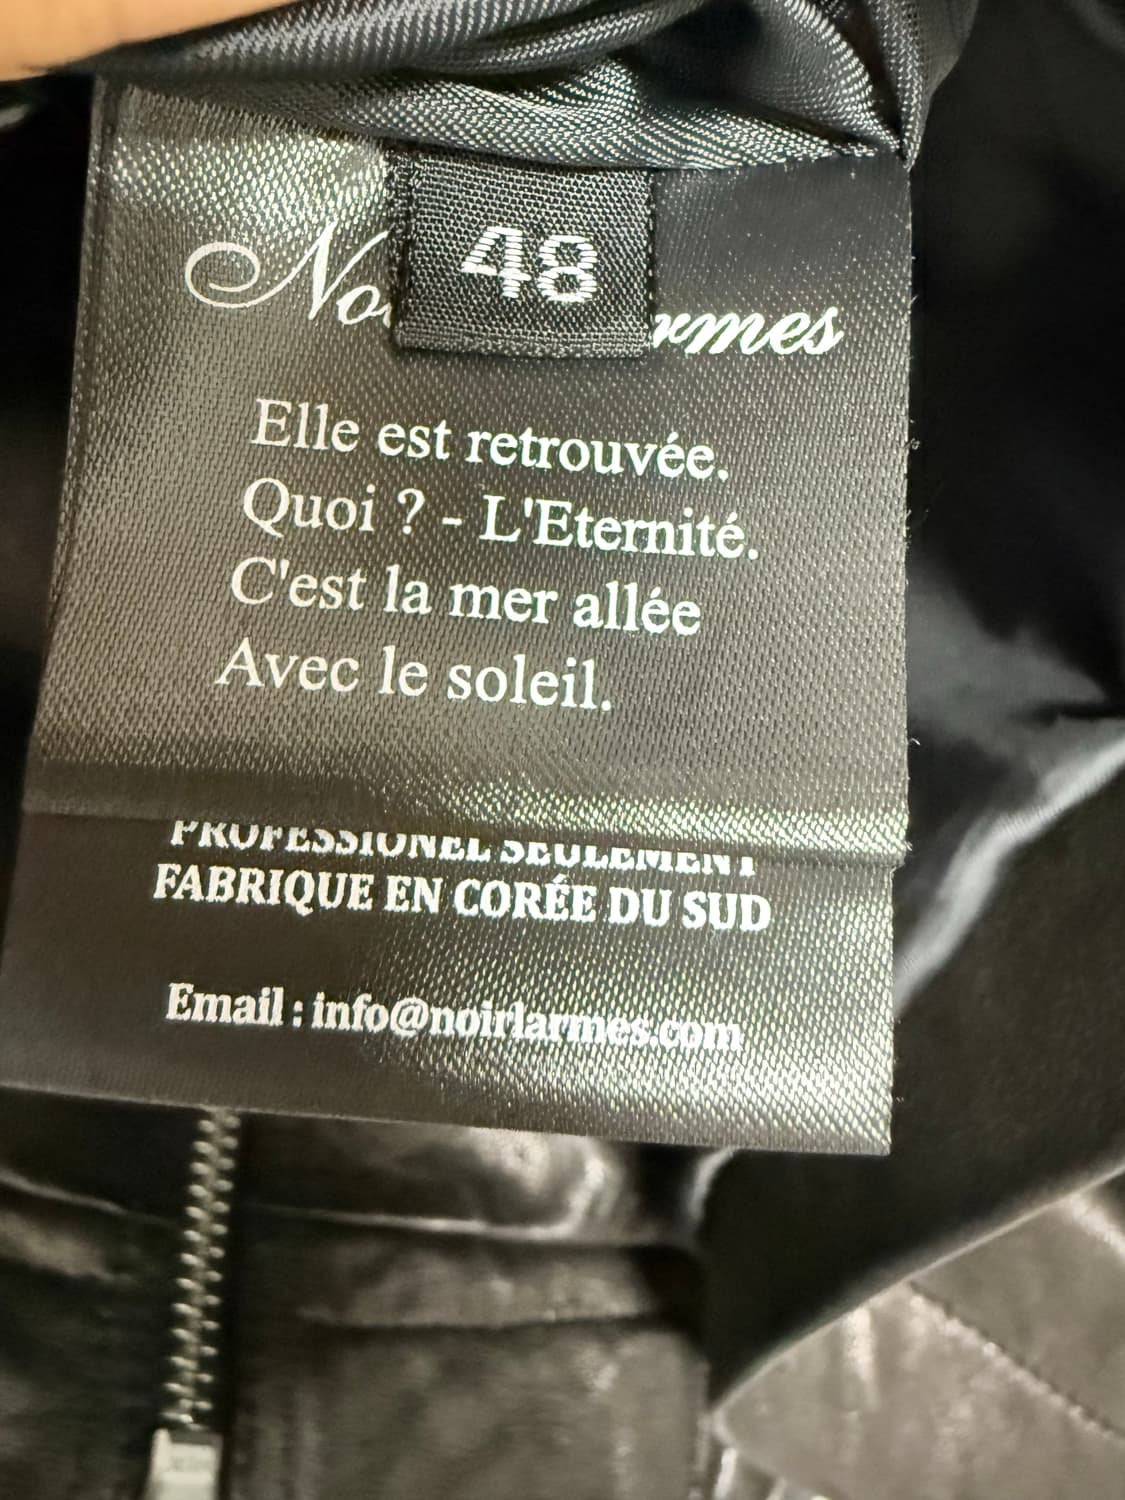 48
Elle est retrouvée.
Quoi ? - L'Eternité.
C'est la mer allée
Avec le soleil.
PROFESSIONEL SEULEMENT
FABRIQUE EN CORÉE DU SUD
Email : info@noirlarmes.com